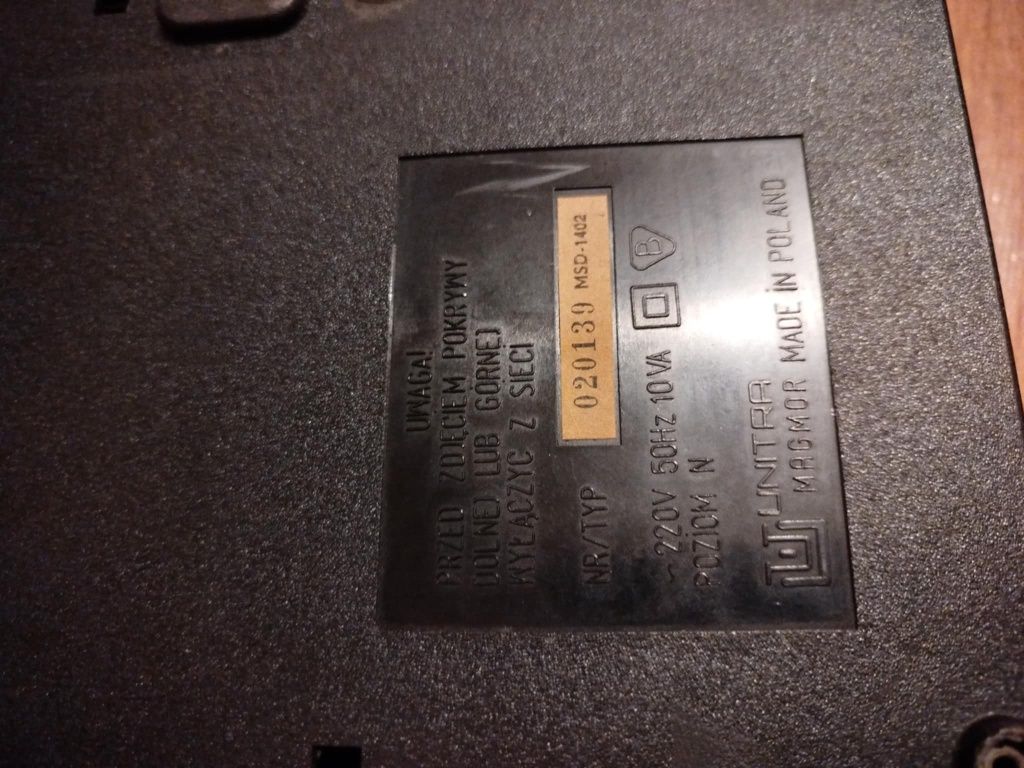 UWAGA!
PRZED ZDJĘCIEM POKRYWY
DOLNEJ LUB GÓRNEJ
WYŁĄCZYĆ Z SIECI
NR/TYP 020139 MSD-1402
~220V 50HZ 10VA B
POZIOM N
UNITRA
MAGMOR MADE IN POLAND